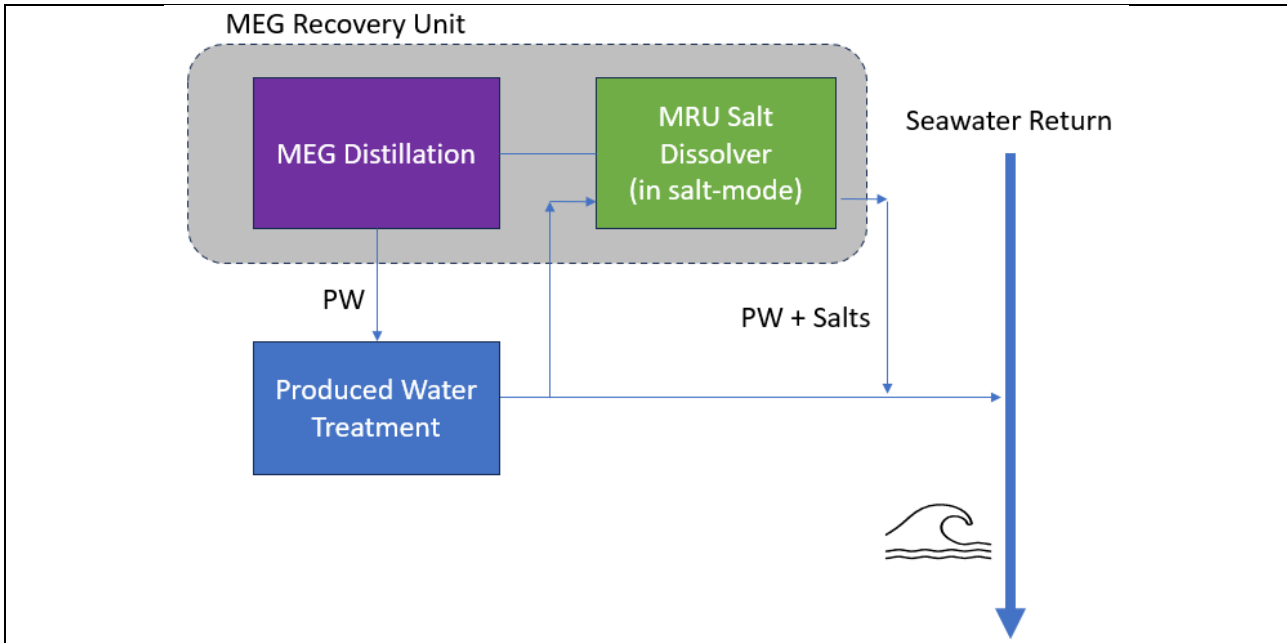 MEG Recovery Unit
MEG Distillation
MRU Salt
Dissolver
(in salt-mode)
Seawater Return
PW
PW + Salts
Produced Water
Treatment